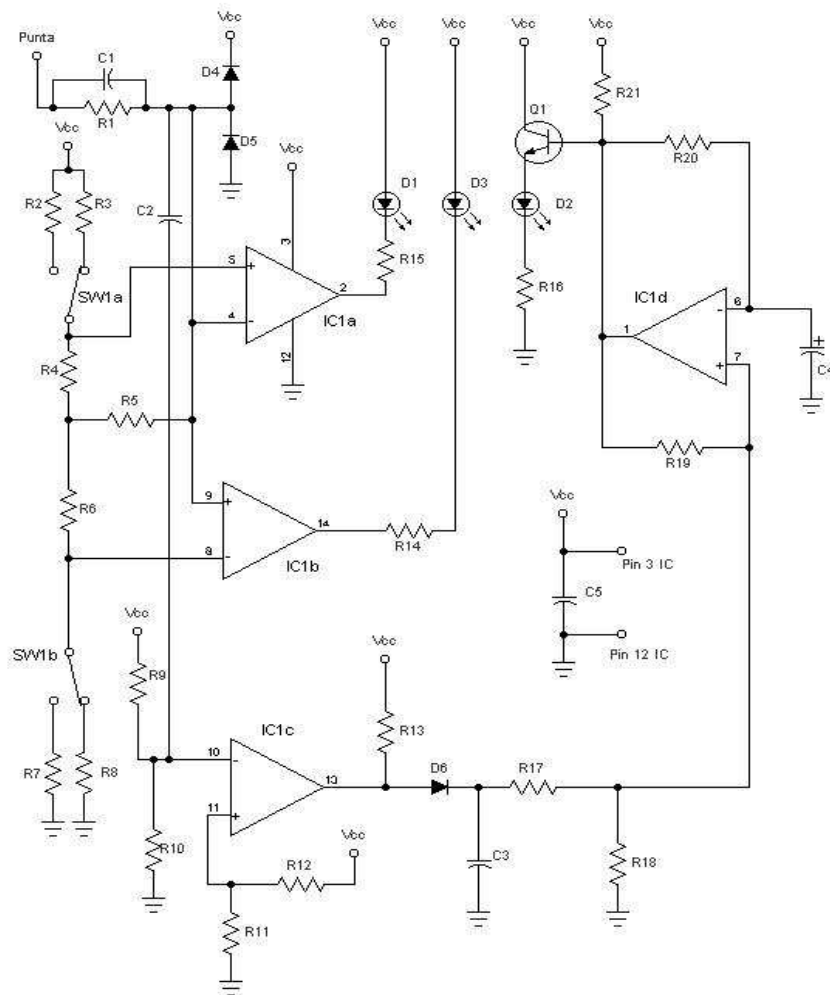 Vcc
Vcc
Vcc
Vcc
Vcc
Punta
C1
D4
R21
Q1
R1
Vcc
D5
R20
Vcc
R2
R3
C2
D1
D3
D2
3
5
+
R15
SW1a
2
R16
IC1d
6
-
IC1a
1
4
-
7
+
+
C4
12
R4
R5
R19
R6
9
+
Vcc
14
8
-
R14
IC1b
Pin 3 IC
C5
Vcc
Vcc
Pin 12 IC
SW1b
R9
IC1c
R13
10
-
13
D6
R17
R7
R8
11
+
R10
Vcc
C3
R18
R12
R11